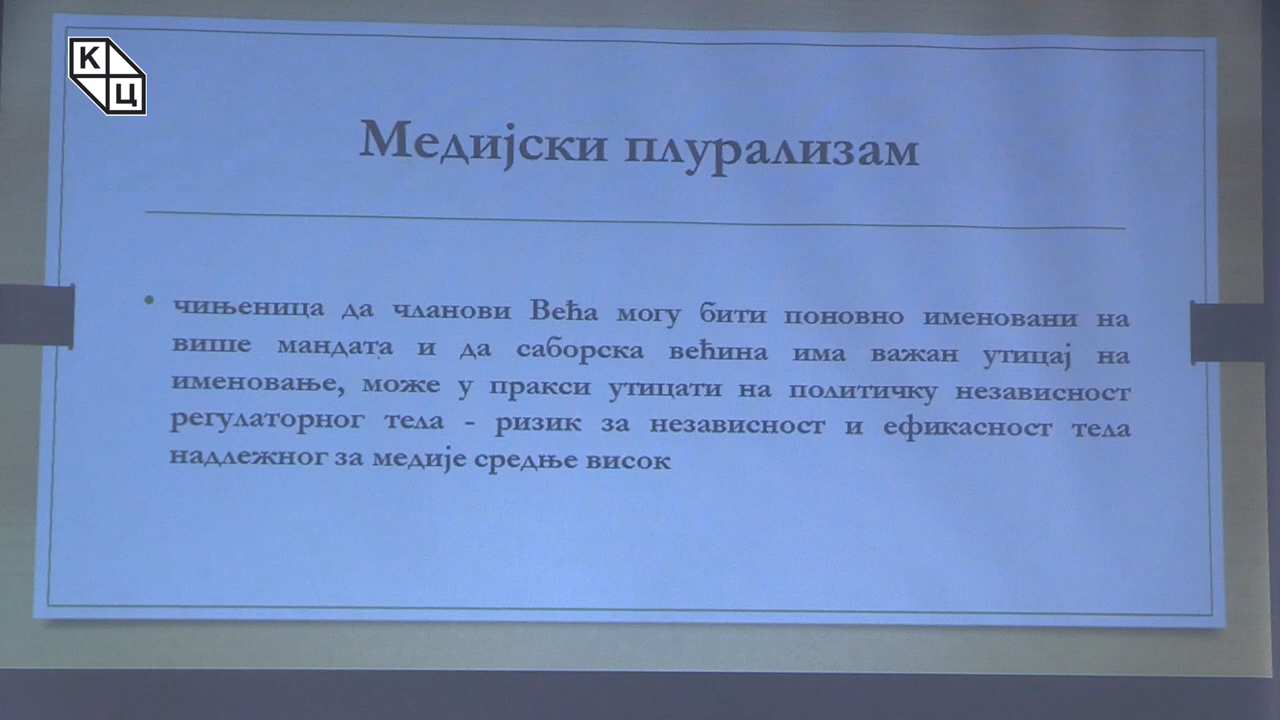 К
Ц
Медијски плурализам
• чињеница да чланови Већа могу бити поновно именовани на
више мандата и да саборска већина има важан утицај на
именовање, може у пракси утицати на политичку независност
регулаторног тела - ризик за независност и ефикасност тела
надлежног за медије средње висок